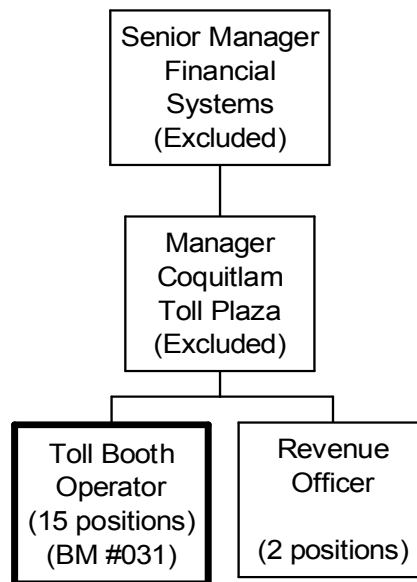 Senior Manager
Financial
Systems
(Excluded)
Manager
Coquitlam
Toll Plaza
(Excluded)
Toll Booth
Operator
(15 positions)
(BM #031)
Revenue
Officer
(2 positions)